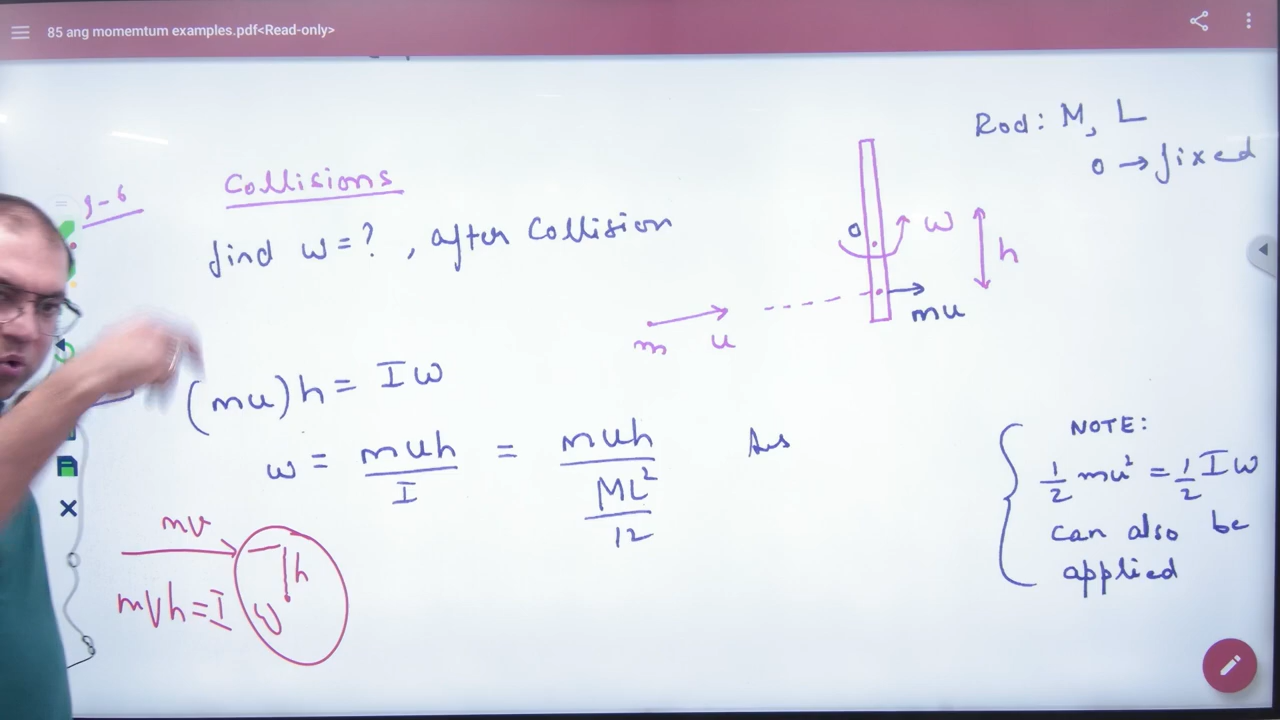 85 ang momemtum examples.pdf<Read-only>
Rod: M, L
o → fixed
g-6
Collisions
find ω = ? , after Collision
o
ω
h
m
u
mu
(mu)h = Iω
ω = muh / I = muh / ML² / 12 Ans
NOTE:
1/2 mu² = 1/2 Iω
can also be
applied
mv
h
mVh = I ω